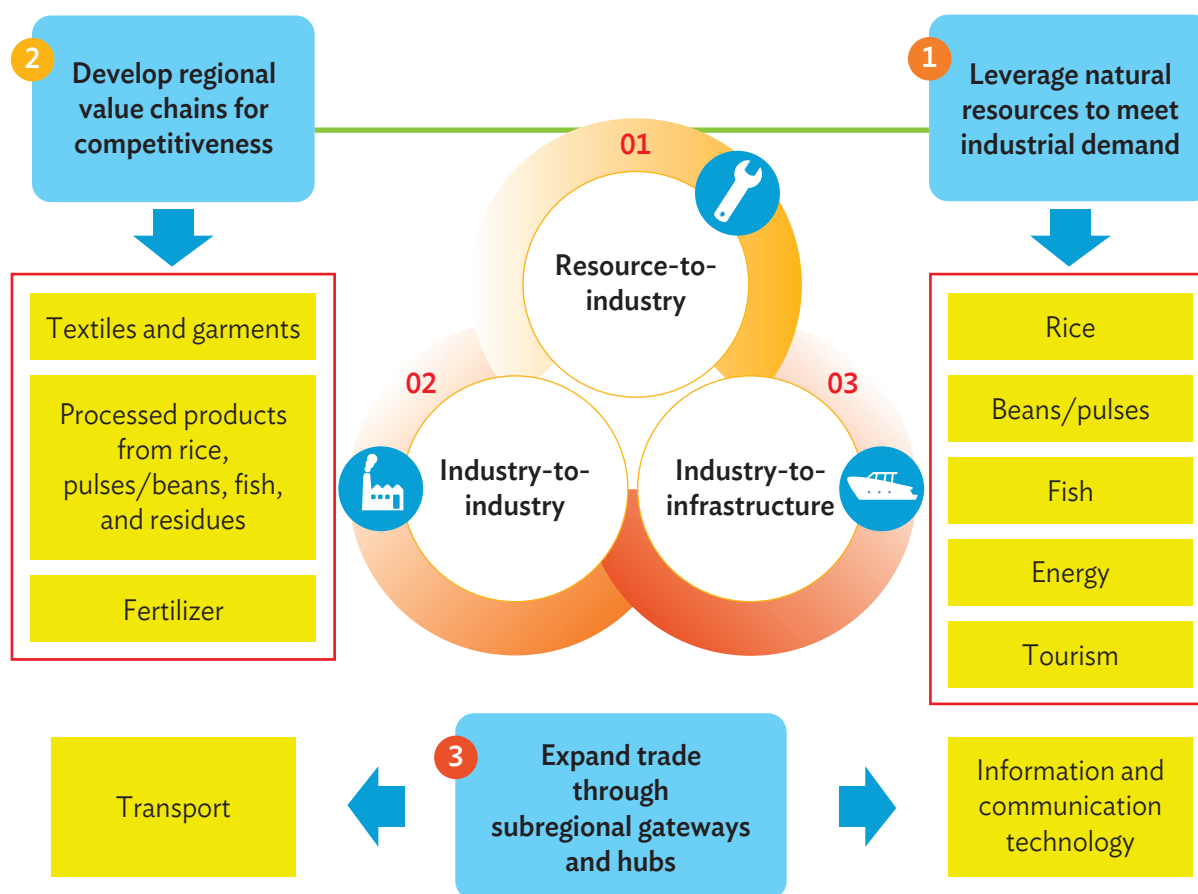 2
Develop regional
value chains for
competitiveness
1
Leverage natural
resources to meet
industrial demand
01
Resource-to-
industry
02
Industry-to-
industry
03
Industry-to-
infrastructure
Textiles and garments
Processed products
from rice,
pulses/beans, fish,
and residues
Fertilizer
Rice
Beans/pulses
Fish
Energy
Tourism
Transport
3
Expand trade
through
subregional gateways
and hubs
Information and
communication
technology